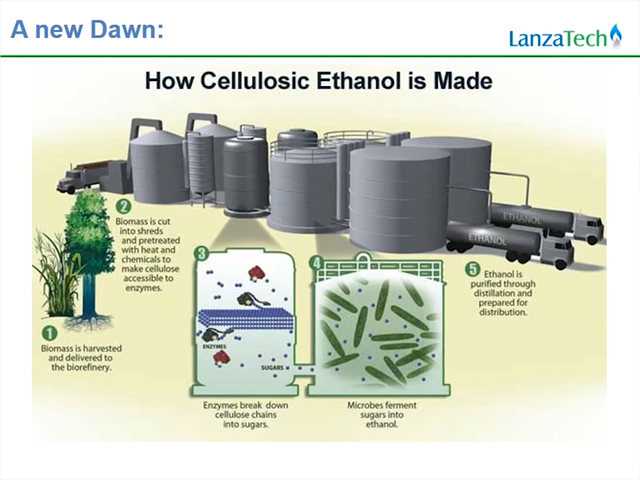 A new Dawn:
LanzaTech
How Cellulosic Ethanol is Made
1
Biomass is harvested
and delivered to
the biorefinery.
2
Biomass is cut
into shreds
and pretreated
with heat and
chemicals to
make cellulose
accessible to
enzymes.
3
ENZYMES
SUGARS
Enzymes break down
cellulose chains
into sugars.
4
Microbes ferment
sugars into
ethanol.
ETHANOL
ETHANOL
5
Ethanol is
purified through
distillation and
prepared for
distribution.